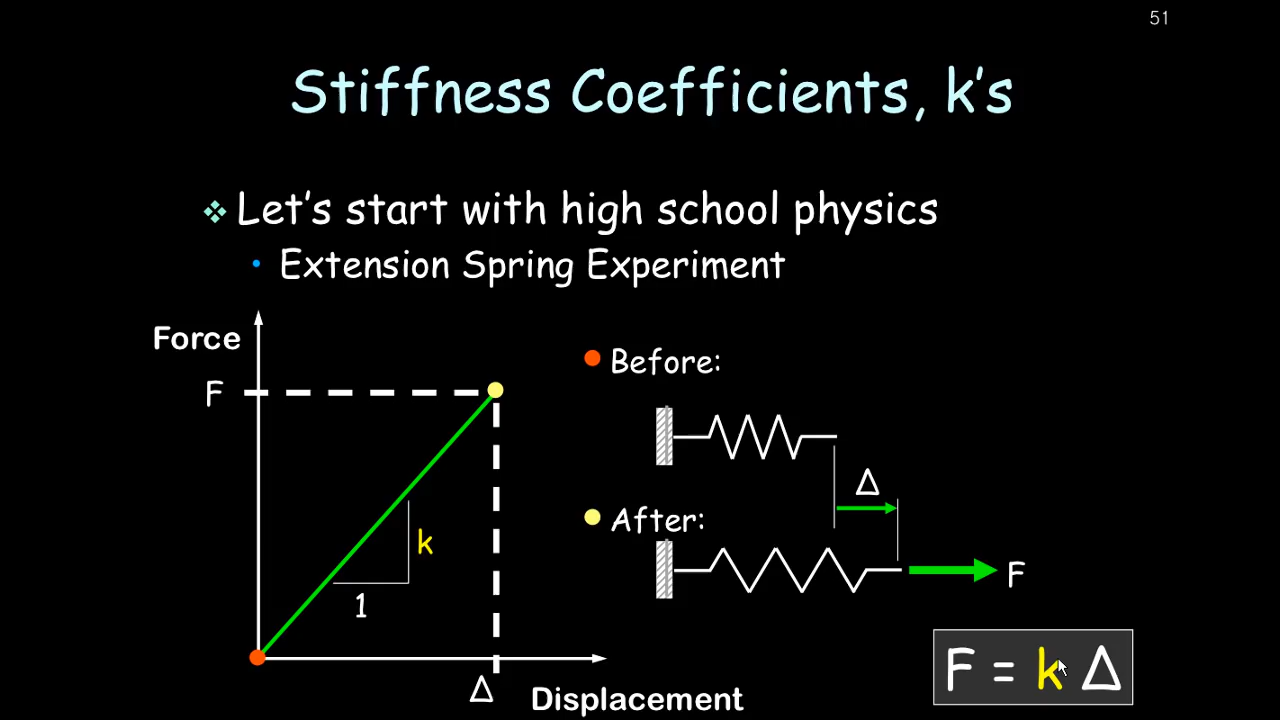 51
Stiffness Coefficients, k's
Let's start with high school physics
Extension Spring Experiment
Force
F
k
1
Δ
Displacement
Before:
Δ
After:
F
F = k Δ